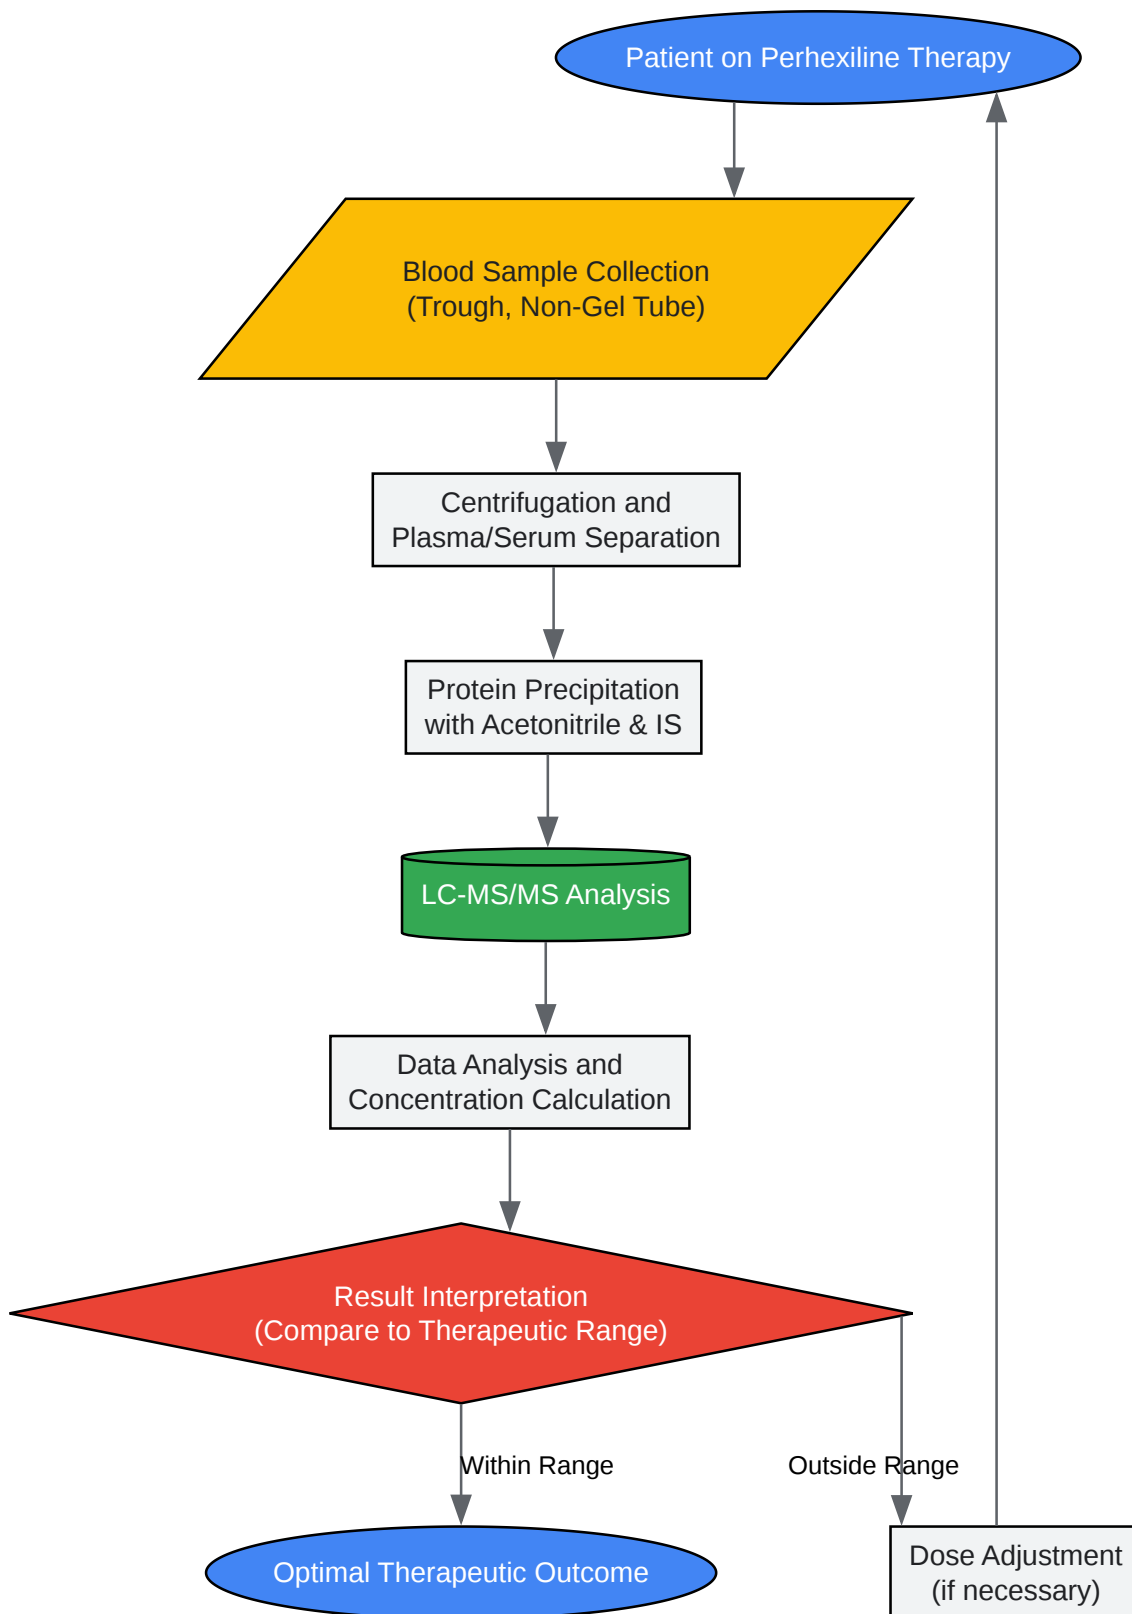 Patient on Perhexiline Therapy
Blood Sample Collection
(Trough, Non-Gel Tube)
Centrifugation and
Plasma/Serum Separation
Protein Precipitation
with Acetonitrile & IS
LC-MS/MS Analysis
Data Analysis and
Concentration Calculation
Result Interpretation
(Compare to Therapeutic Range)
Within Range
Outside Range
Optimal Therapeutic Outcome
Dose Adjustment
(if necessary)